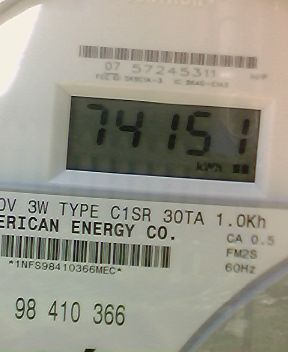 07 57245311
74151
kWh
0V 3W TYPE C1SR 30TA 1.0Kh
ERICAN ENERGY CO.
CA 0.5
FM2S
*1NFS98410366MEC*
60Hz
98 410 366